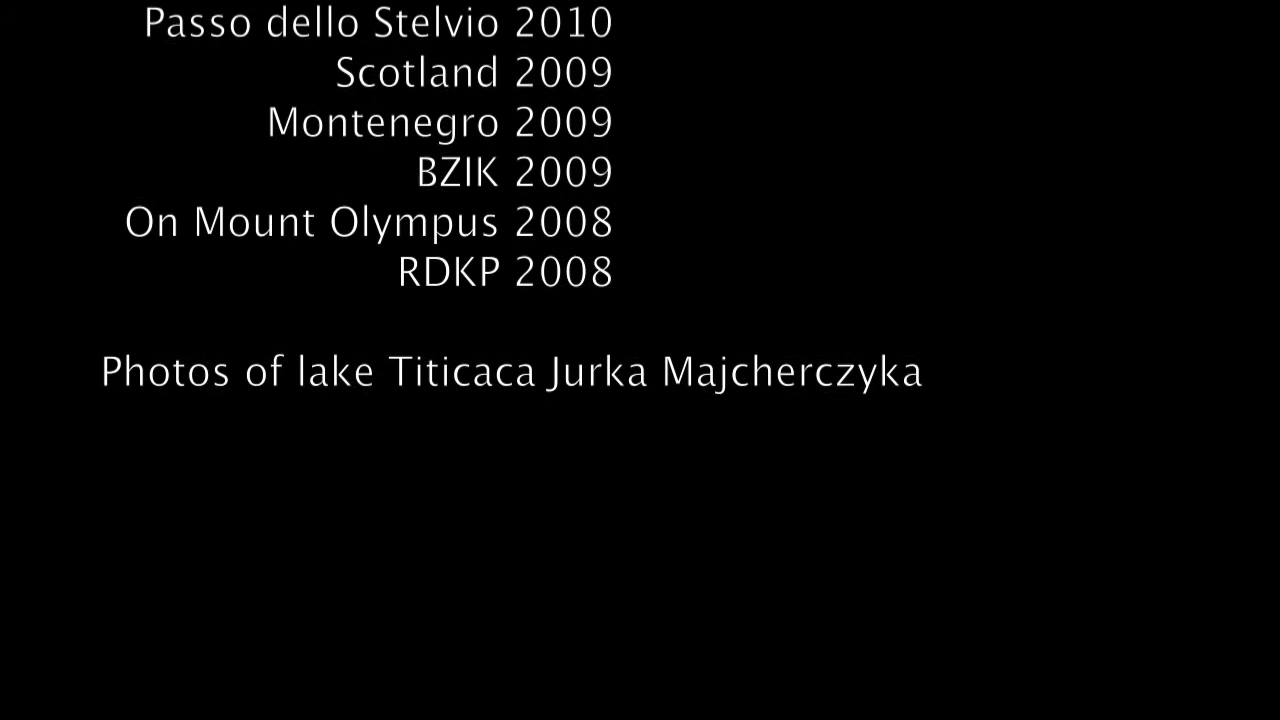 Passo dello Stelvio 2010
Scotland 2009
Montenegro 2009
BZIK 2009
On Mount Olympus 2008
RDKP 2008
Photos of lake Titicaca Jurka Majcherczyka